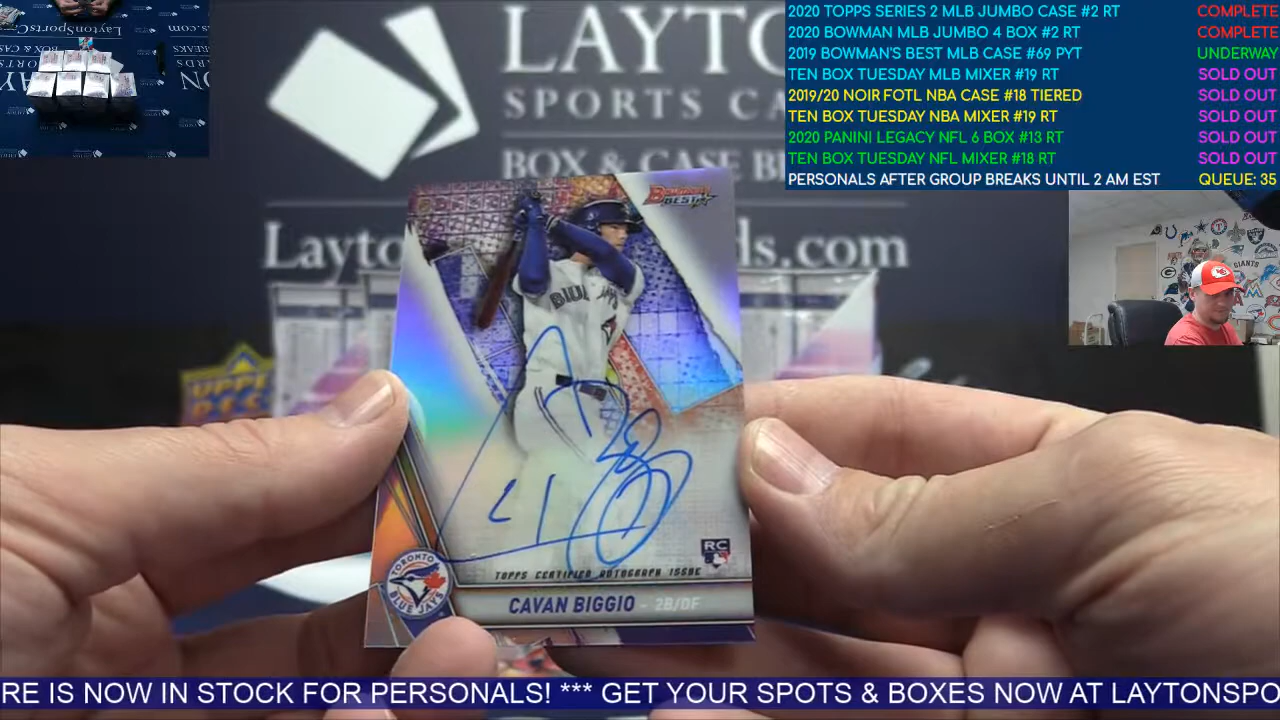 2020 TOPPS SERIES 2 MLB JUMBO CASE #2 RT COMPLETE
2020 BOWMAN MLB JUMBO 4 BOX #2 RT COMPLETE
2019 BOWMAN'S BEST MLB CASE #69 PYT UNDERWAY
TEN BOX TUESDAY MLB MIXER #19 RT SOLD OUT
2019/20 NOIR FOTL NBA CASE #18 TIERED SOLD OUT
TEN BOX TUESDAY NBA MIXER #19 RT SOLD OUT
2020 PANINI LEGACY NFL 6 BOX #13 RT SOLD OUT
TEN BOX TUESDAY NFL MIXER #18 RT SOLD OUT
PERSONALS AFTER GROUP BREAKS UNTIL 2 AM EST QUEUE: 35
LAYTO
SPORTS CA
BOX & CASE BR
Layto
ds.com
BOWMAN'S
BEST
BLUE JAYS
GIANTS
UPPE
RC
TOPPS CERTIFIED AUTOGRAPH ISSUE
TORONTO
BLUE JAYS
CAVAN BIGGIO - 2B/OF
RE IS NOW IN STOCK FOR PERSONALS! *** GET YOUR SPOTS & BOXES NOW AT LAYTONSPO